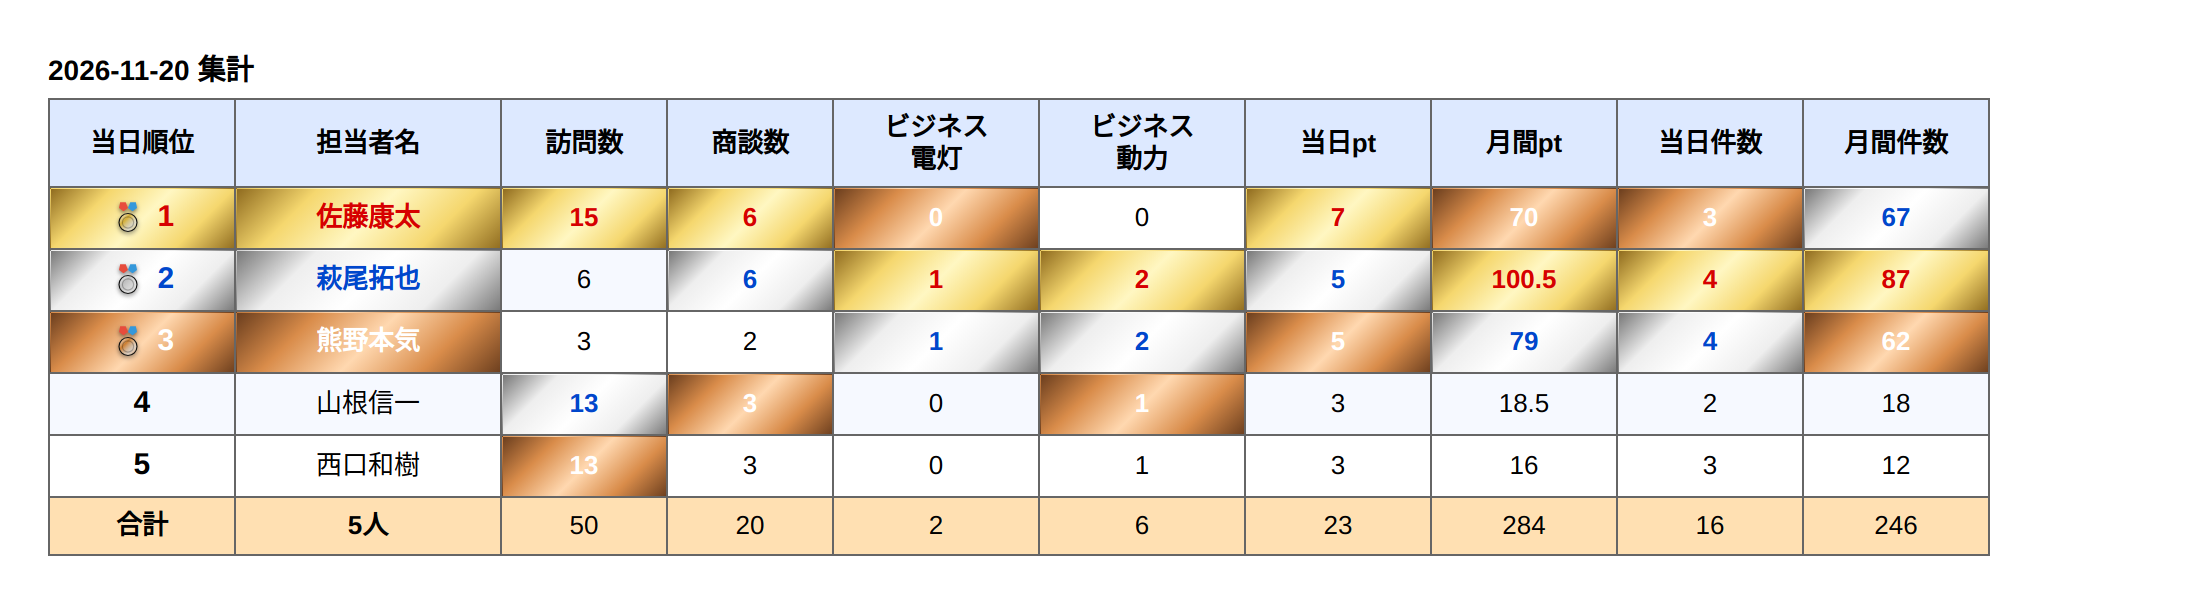 2026-11-20 集計
当日順位 担当者名 訪問数 商談数 ビジネス電灯 ビジネス動力 当日pt 月間pt 当日件数 月間件数
1 佐藤康太 15 6 0 0 7 70 3 67
2 萩尾拓也 6 6 1 2 5 100.5 4 87
3 熊野本気 3 2 1 2 5 79 4 62
4 山根信一 13 3 0 1 3 18.5 2 18
5 西口和樹 13 3 0 1 3 16 3 12
合計 5人 50 20 2 6 23 284 16 246